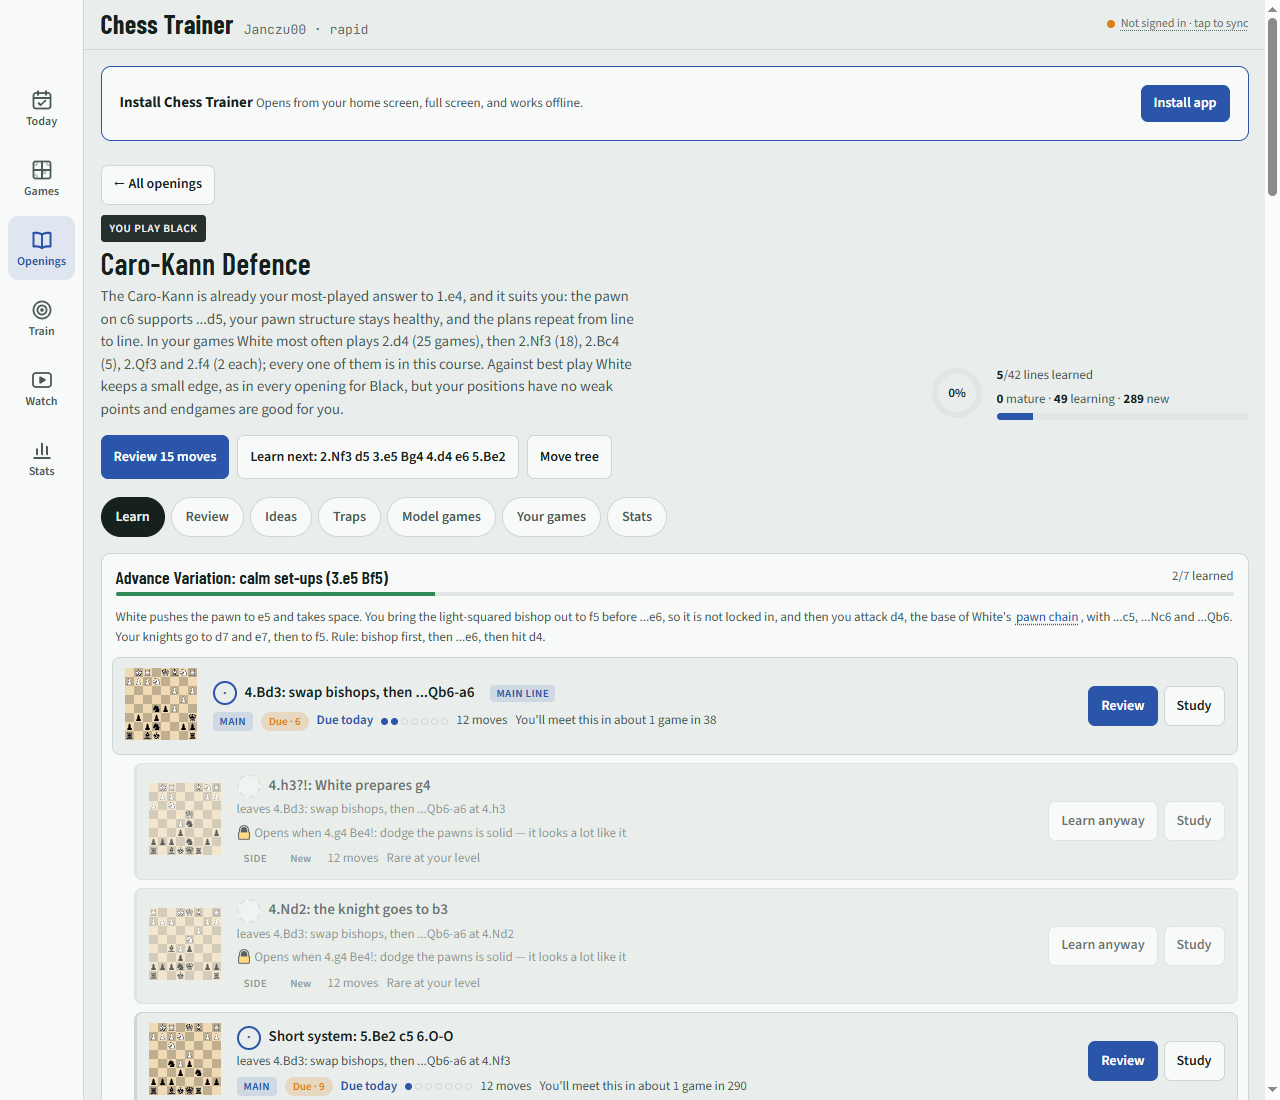 Chess Trainer
Janczu00 · rapid
Not signed in · tap to sync
Today
Games
Openings
Train
Watch
Stats
Install Chess Trainer Opens from your home screen, full screen, and works offline.
Install app
← All openings
YOU PLAY BLACK
Caro-Kann Defence
The Caro-Kann is already your most-played answer to 1.e4, and it suits you: the pawn
on c6 supports ...d5, your pawn structure stays healthy, and the plans repeat from line
to line. In your games White most often plays 2.d4 (25 games), then 2.Nf3 (18), 2.Bc4
(5), 2.Qf3 and 2.f4 (2 each); every one of them is in this course. Against best play White
keeps a small edge, as in every opening for Black, but your positions have no weak
points and endgames are good for you.
0%
5/42 lines learned
0 mature · 49 learning · 289 new
Review 15 moves
Learn next: 2.Nf3 d5 3.e5 Bg4 4.d4 e6 5.Be2
Move tree
Learn
Review
Ideas
Traps
Model games
Your games
Stats
Advance Variation: calm set-ups (3.e5 Bf5)
2/7 learned
White pushes the pawn to e5 and takes space. You bring the light-squared bishop out to f5 before ...e6, so it is not locked in, and then you attack d4, the base of White's pawn chain, with ...c5, ...Nc6 and ...Qb6.
Your knights go to d7 and e7, then to f5. Rule: bishop first, then ...e6, then hit d4.
4.Bd3: swap bishops, then ...Qb6-a6
MAIN LINE
MAIN
Due · 6
Due today
12 moves
You'll meet this in about 1 game in 38
Review
Study
4.h3?!: White prepares g4
leaves 4.Bd3: swap bishops, then ...Qb6-a6 at 4.h3
Opens when 4.g4 Be4!: dodge the pawns is solid — it looks a lot like it
SIDE
New
12 moves
Rare at your level
Learn anyway
Study
4.Nd2: the knight goes to b3
leaves 4.Bd3: swap bishops, then ...Qb6-a6 at 4.Nd2
Opens when 4.g4 Be4!: dodge the pawns is solid — it looks a lot like it
SIDE
New
12 moves
Rare at your level
Learn anyway
Study
Short system: 5.Be2 c5 6.O-O
leaves 4.Bd3: swap bishops, then ...Qb6-a6 at 4.Nf3
MAIN
Due · 9
Due today
12 moves
You'll meet this in about 1 game in 290
Review
Study